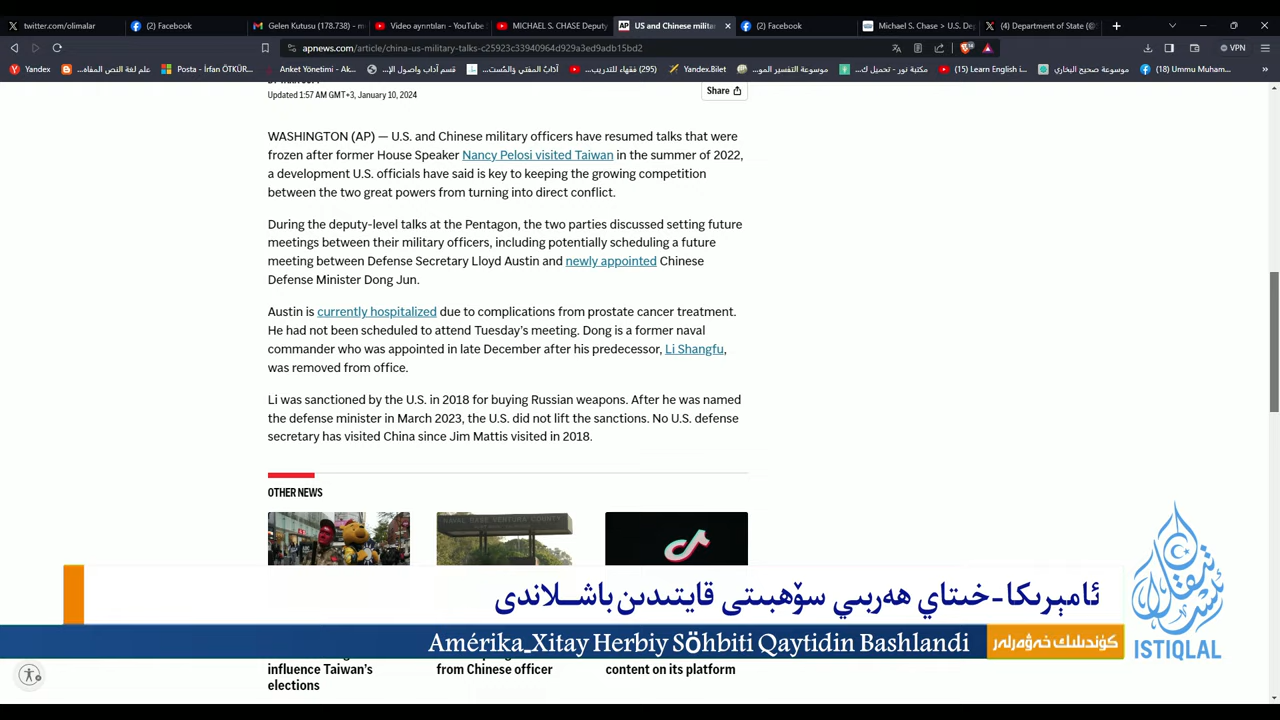 twitter.com/olimalar
(2) Facebook
Gelen Kutusu (178.738) - m
Video ayrıntıları - YouTube S
MICHAEL S. CHASE Deputy
AP US and Chinese milita
(2) Facebook
Michael S. Chase > U.S. De
(4) Department of State (@
apnews.com/article/china-us-military-talks-c25923c33940964d929a3ed9adb15bd2
VPN
Yandex
علم لغة النص المفاه...
Posta - İrfan ÖTKÜR...
Anket Yönetimi - Ak...
قسم آداب واصول الإ...
آدابُ المفتي والمُست...
(295) فقهاء للتدريب...
Yandex.Bilet
موسوعة التفسير المو...
مكتبة نور - تحميل ك...
(15) Learn English i...
موسوعة صحيح البخاري
(18) Ummu Muham...
Updated 1:57 AM GMT+3, January 10, 2024
Share
WASHINGTON (AP) — U.S. and Chinese military officers have resumed talks that were
frozen after former House Speaker Nancy Pelosi visited Taiwan in the summer of 2022,
a development U.S. officials have said is key to keeping the growing competition
between the two great powers from turning into direct conflict.
During the deputy-level talks at the Pentagon, the two parties discussed setting future
meetings between their military officers, including potentially scheduling a future
meeting between Defense Secretary Lloyd Austin and newly appointed Chinese
Defense Minister Dong Jun.
Austin is currently hospitalized due to complications from prostate cancer treatment.
He had not been scheduled to attend Tuesday’s meeting. Dong is a former naval
commander who was appointed in late December after his predecessor, Li Shangfu,
was removed from office.
Li was sanctioned by the U.S. in 2018 for buying Russian weapons. After he was named
the defense minister in March 2023, the U.S. did not lift the sanctions. No U.S. defense
secretary has visited China since Jim Mattis visited in 2018.
OTHER NEWS
NAVAL BASE VENTURA COUNTY
ئامېرىكا-خىتاي ھەربىي سۆھبىتى قايتىدىن باشلاندى
Amérika_Xitay Herbiy Söhbiti Qaytidin Bashlandi
كۈندىلىك خەۋەرلەر
ISTIQLAL
influence Taiwan’s
elections
from Chinese officer
content on its platform